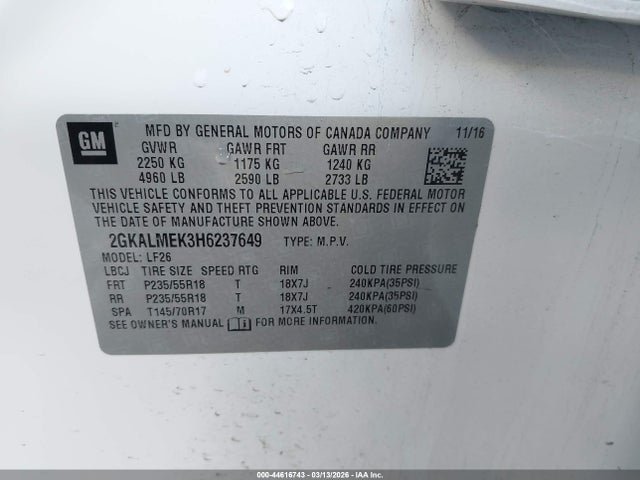 GM
MFD BY GENERAL MOTORS OF CANADA COMPANY 11/16
GVWR GAWR FRT GAWR RR
2250 KG 1175 KG 1240 KG
4960 LB 2590 LB 2733 LB
THIS VEHICLE CONFORMS TO ALL APPLICABLE U.S. FEDERAL MOTOR
VEHICLE SAFETY AND THEFT PREVENTION STANDARDS IN EFFECT ON
THE DATE OF MANUFACTURE SHOWN ABOVE.
2GKALMEK3H6237649 TYPE: M.P.V.
MODEL: LF26
LBCJ TIRE SIZE SPEED RTG RIM COLD TIRE PRESSURE
FRT P235/55R18 T 18X7J 240KPA(35PSI)
RR P235/55R18 T 18X7J 240KPA(35PSI)
SPA T145/70R17 M 17X4.5T 420KPA(60PSI)
SEE OWNER'S MANUAL FOR MORE INFORMATION.
000-44616743 | 03/13/2026 | IAA Inc.